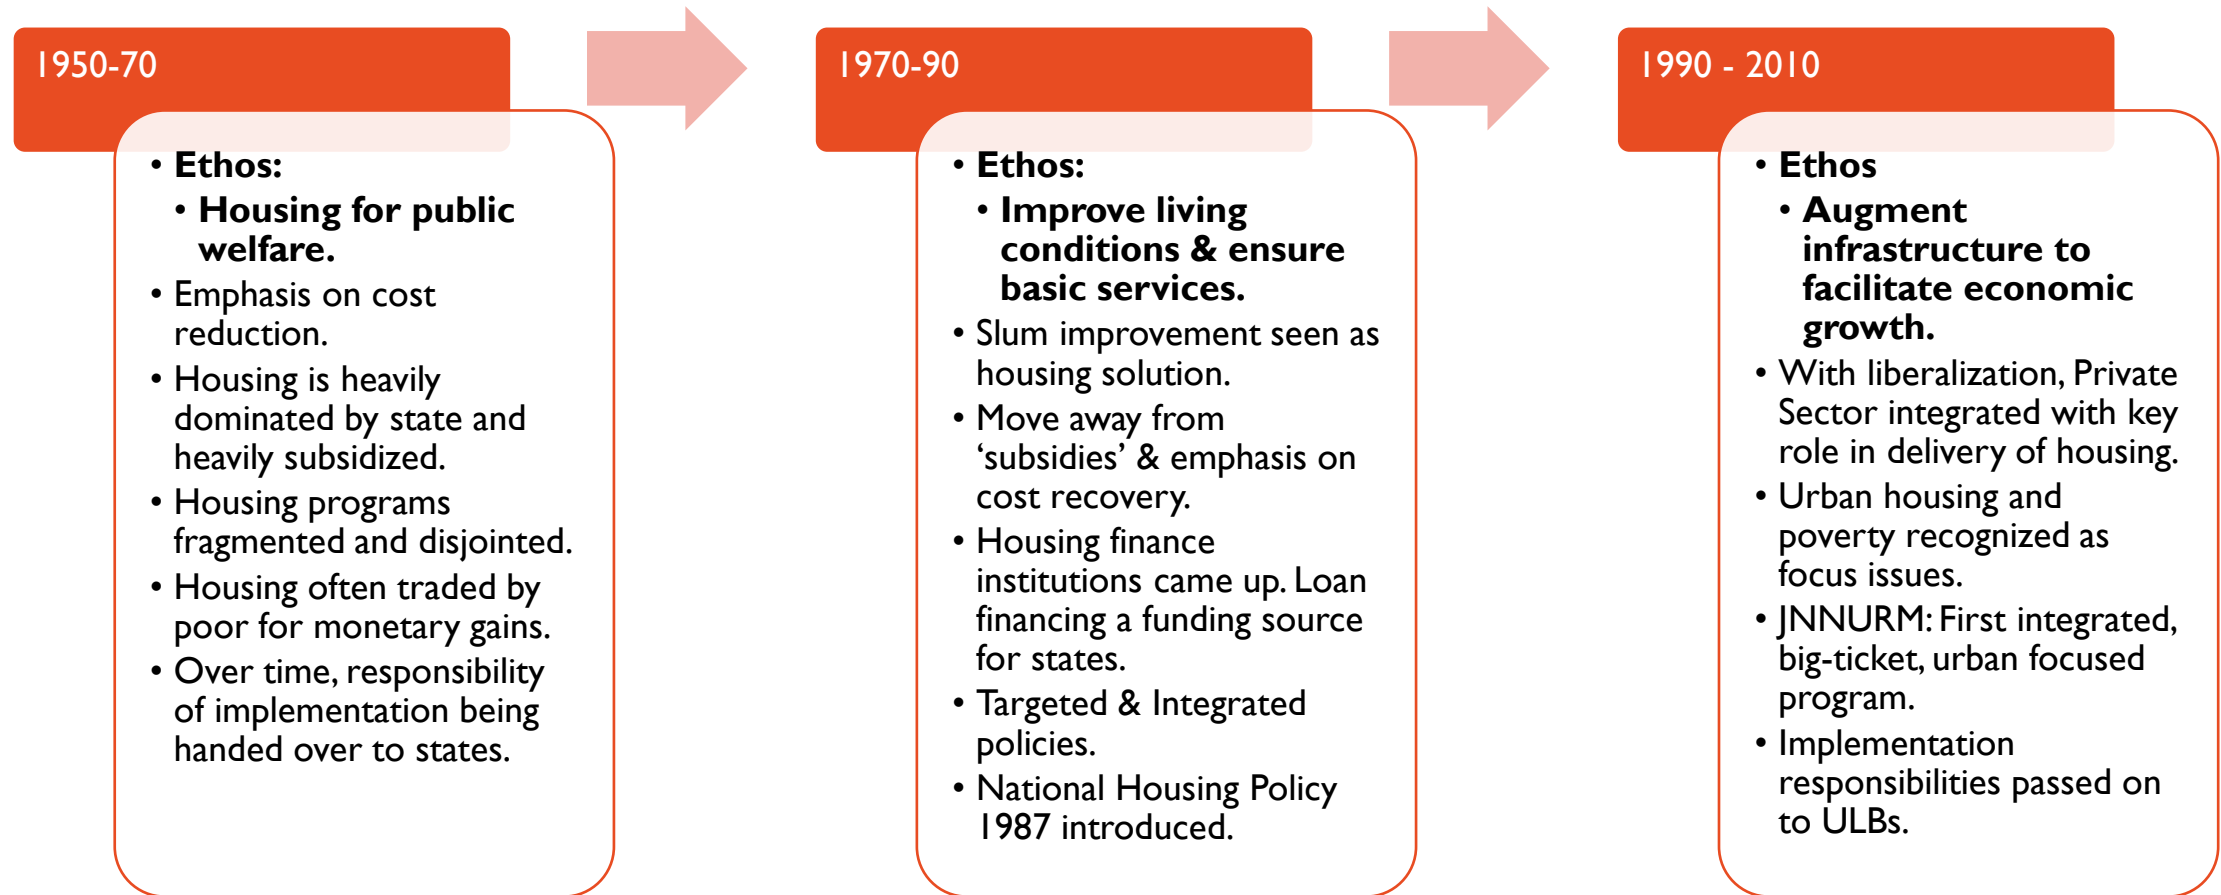 1950-70
• Ethos:
• Housing for public
welfare.
• Emphasis on cost
reduction.
• Housing is heavily
dominated by state and
heavily subsidized.
• Housing programs
fragmented and disjointed.
• Housing often traded by
poor for monetary gains.
• Over time, responsibility
of implementation being
handed over to states.
1970-90
• Ethos:
• Improve living
conditions & ensure
basic services.
• Slum improvement seen as
housing solution.
• Move away from
‘subsidies’ & emphasis on
cost recovery.
• Housing finance
institutions came up. Loan
financing a funding source
for states.
• Targeted & Integrated
policies.
• National Housing Policy
1987 introduced.
1990 - 2010
• Ethos
• Augment
infrastructure to
facilitate economic
growth.
• With liberalization, Private
Sector integrated with key
role in delivery of housing.
• Urban housing and
poverty recognized as
focus issues.
• JNNURM: First integrated,
big-ticket, urban focused
program.
• Implementation
responsibilities passed on
to ULBs.